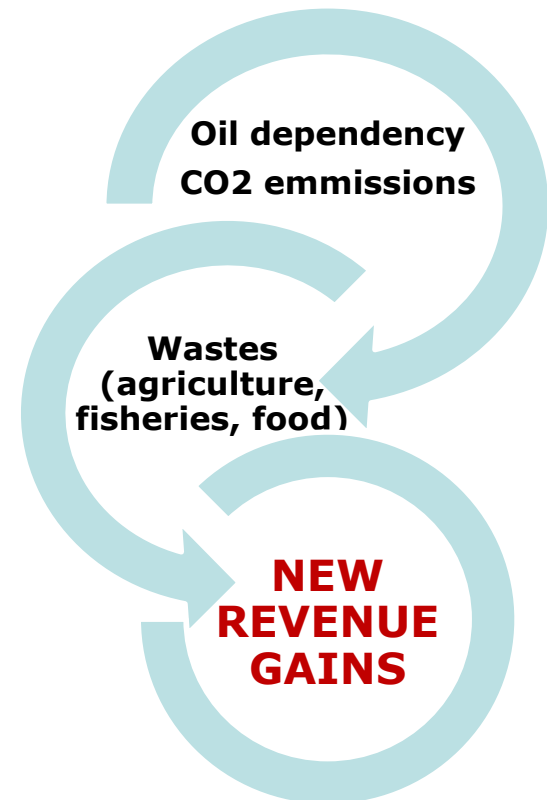 Oil dependency
CO2 emmissions
Wastes
(agriculture,
fisheries, food)
NEW
REVENUE
GAINS